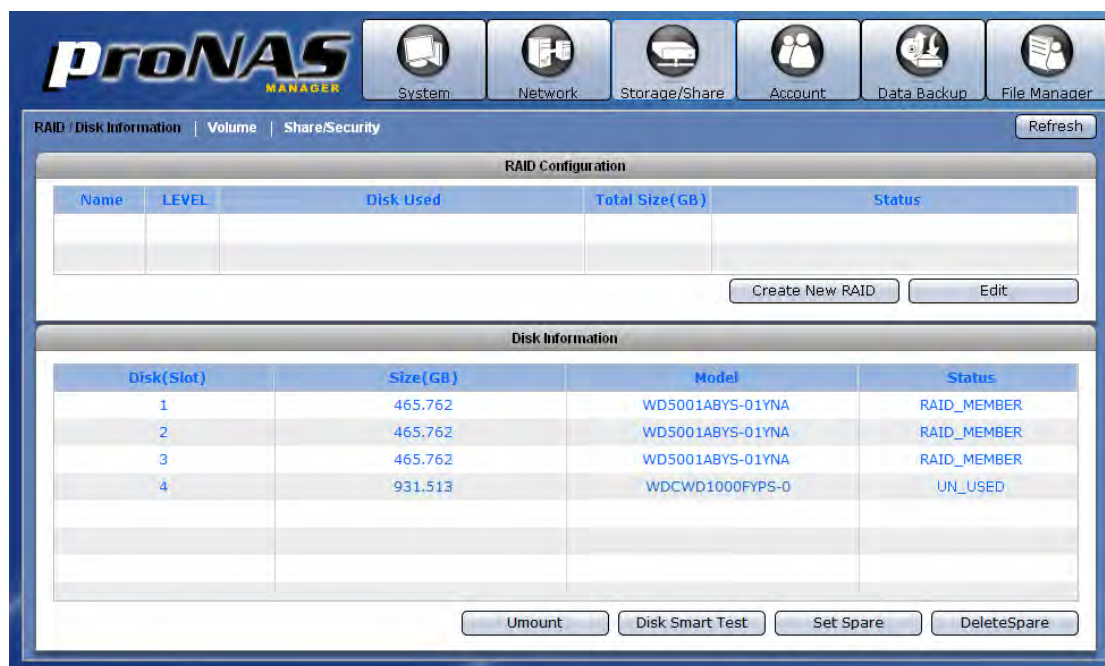 proNAS
MANAGER
System Network Storage/Share Account Data Backup File Manager
RAID / Disk Information | Volume | Share/Security Refresh
RAID Configuration
Name LEVEL Disk Used Total Size(GB) Status
Create New RAID Edit
Disk Information
Disk(Slot) Size(GB) Model Status
1 465.762 WD5001ABYS-01YNA RAID_MEMBER
2 465.762 WD5001ABYS-01YNA RAID_MEMBER
3 465.762 WD5001ABYS-01YNA RAID_MEMBER
4 931.513 WDCWD1000FYPS-0 UN_USED
Umount Disk Smart Test Set Spare DeleteSpare